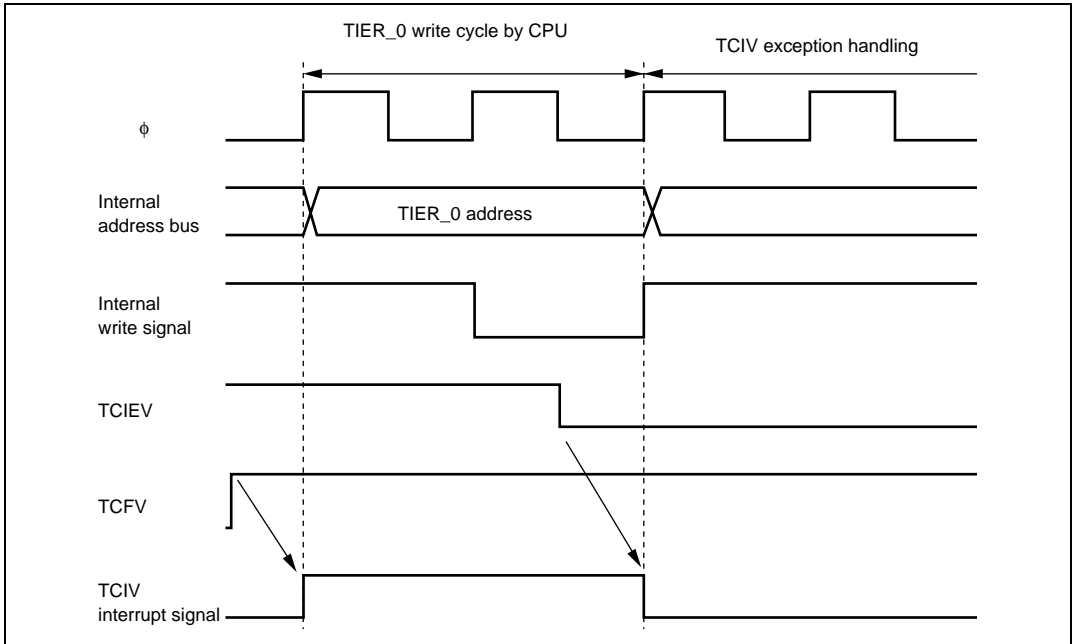 TIER_0 write cycle by CPU
TCIV exception handling
ϕ
Internal
address bus
TIER_0 address
Internal
write signal
TCIEV
TCFV
TCIV
interrupt signal